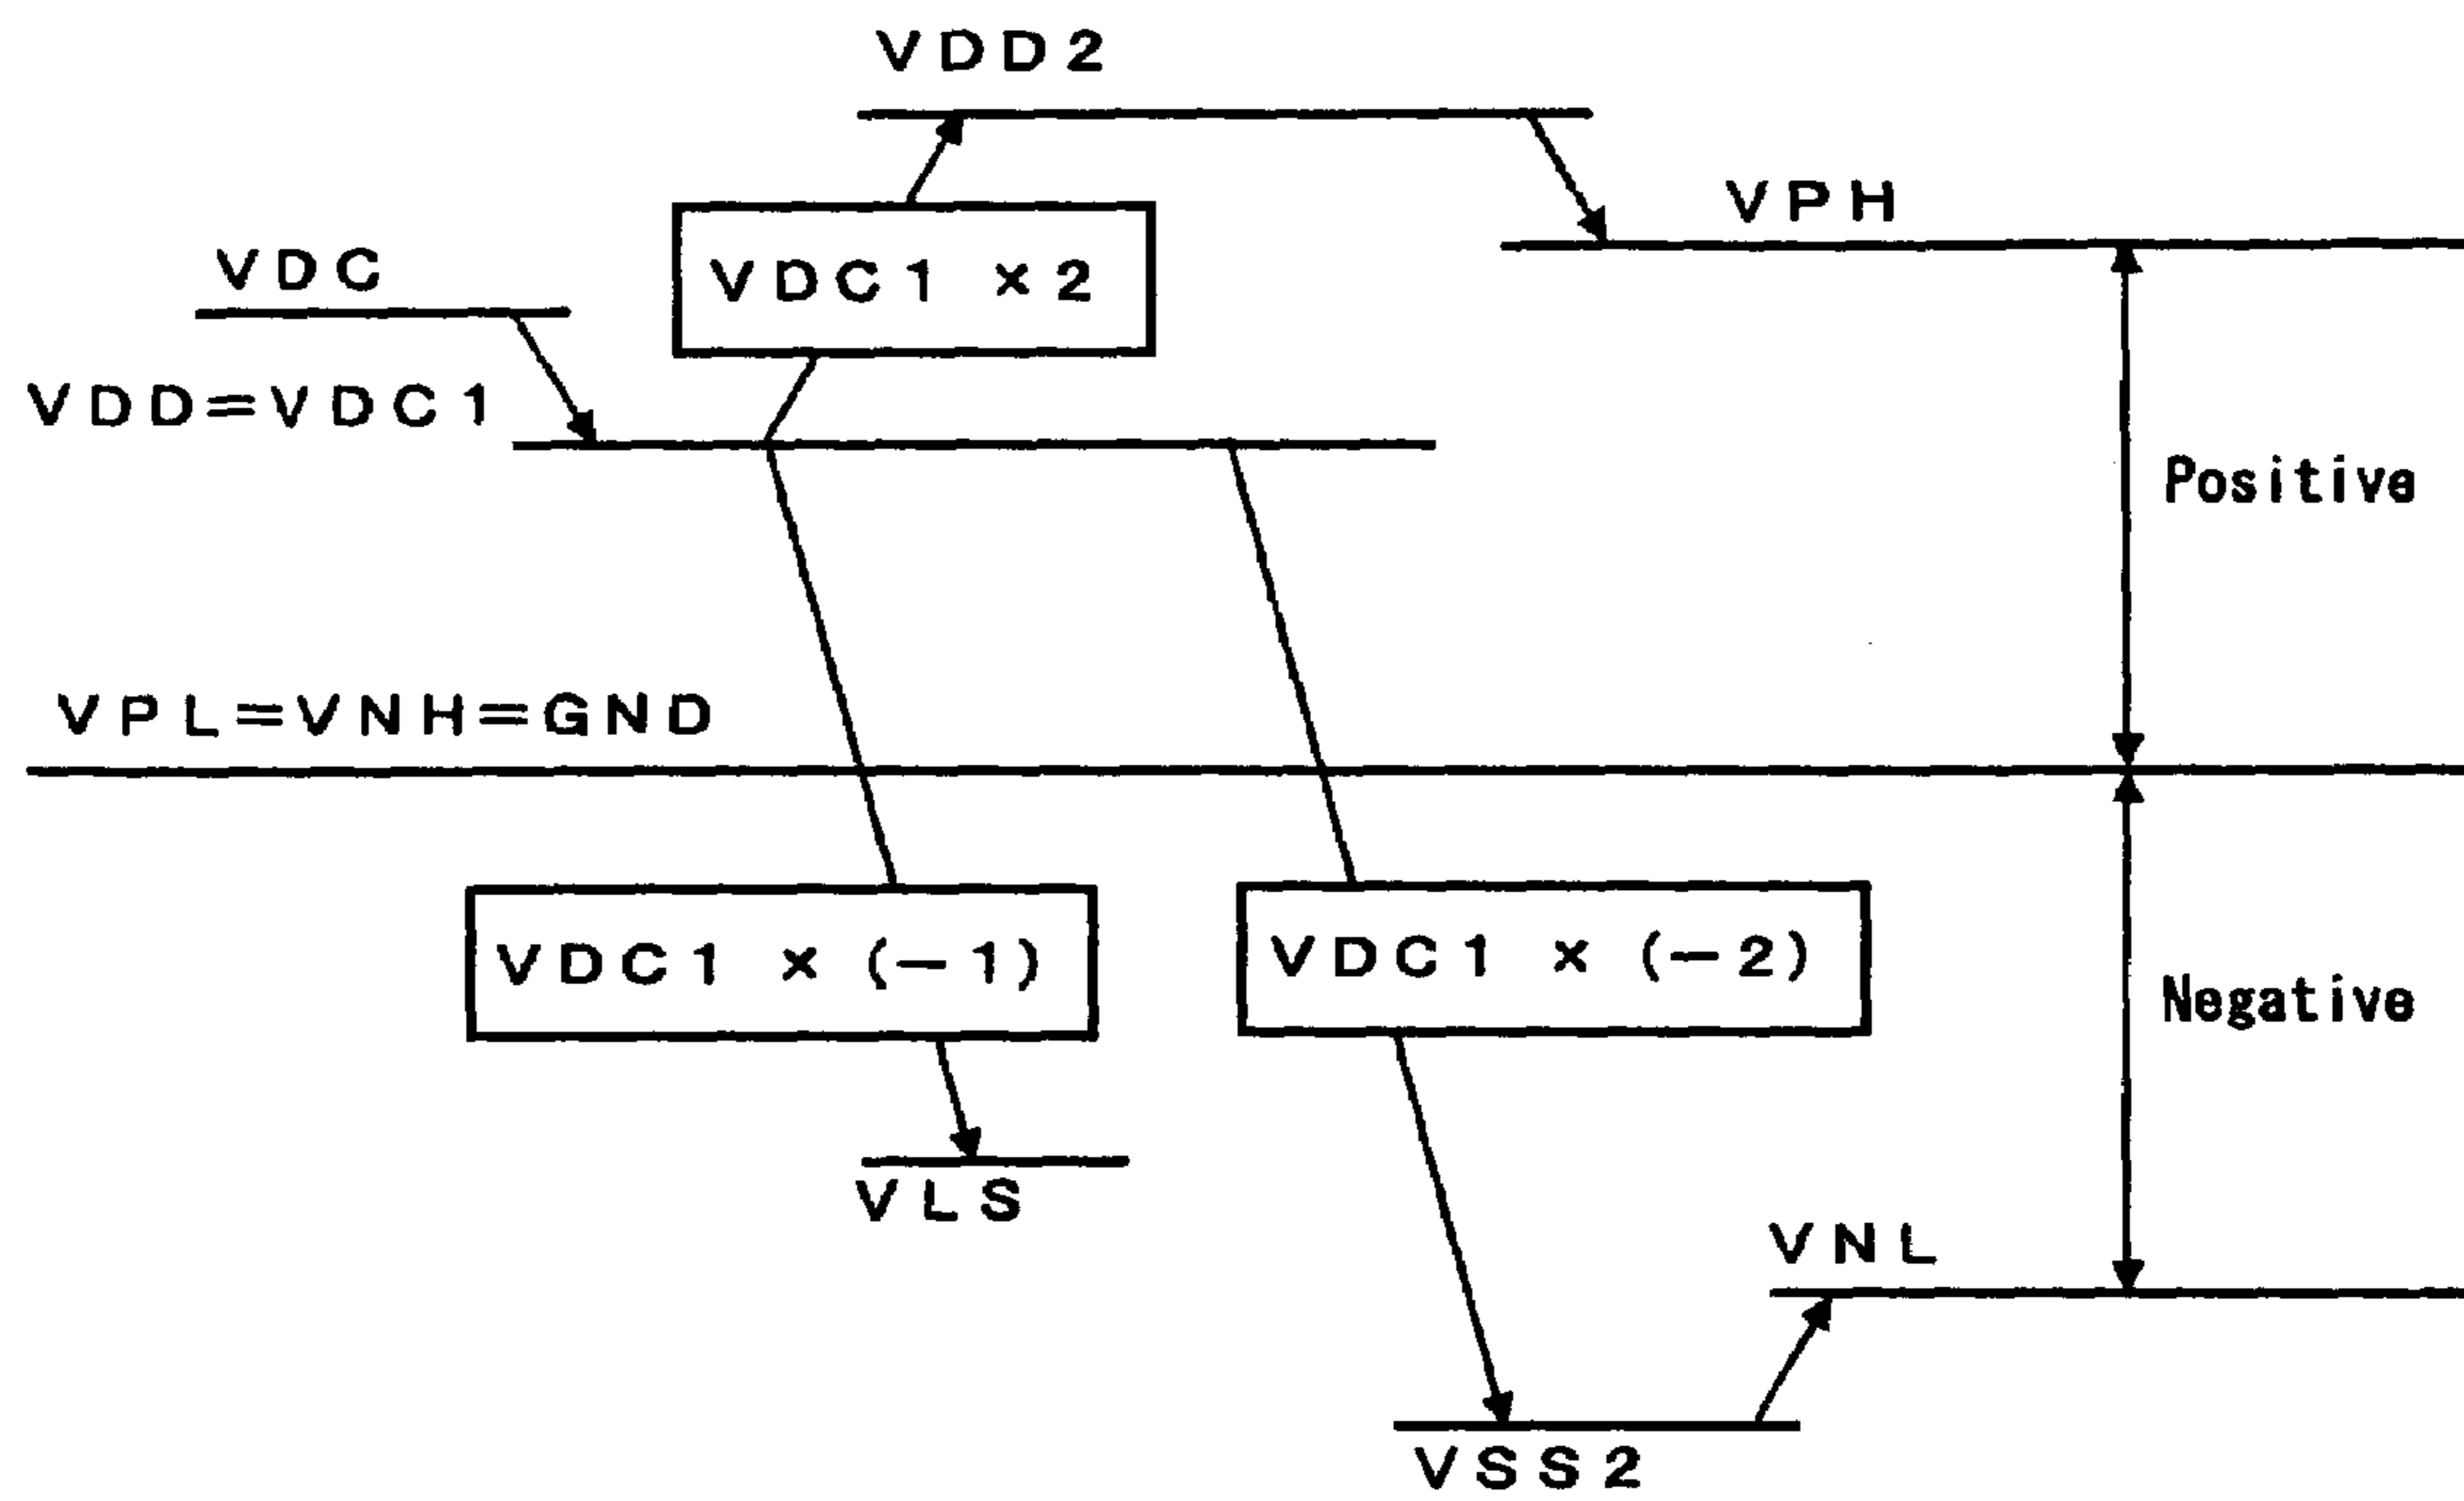 VDD2
VPH
VDC
VDC1 ×2
VDD=VDC1
Positive
VPL=VNH=GND
VDC1 × (−1)
VDC1 × (−2)
Negative
VLS
VNL
VSS2